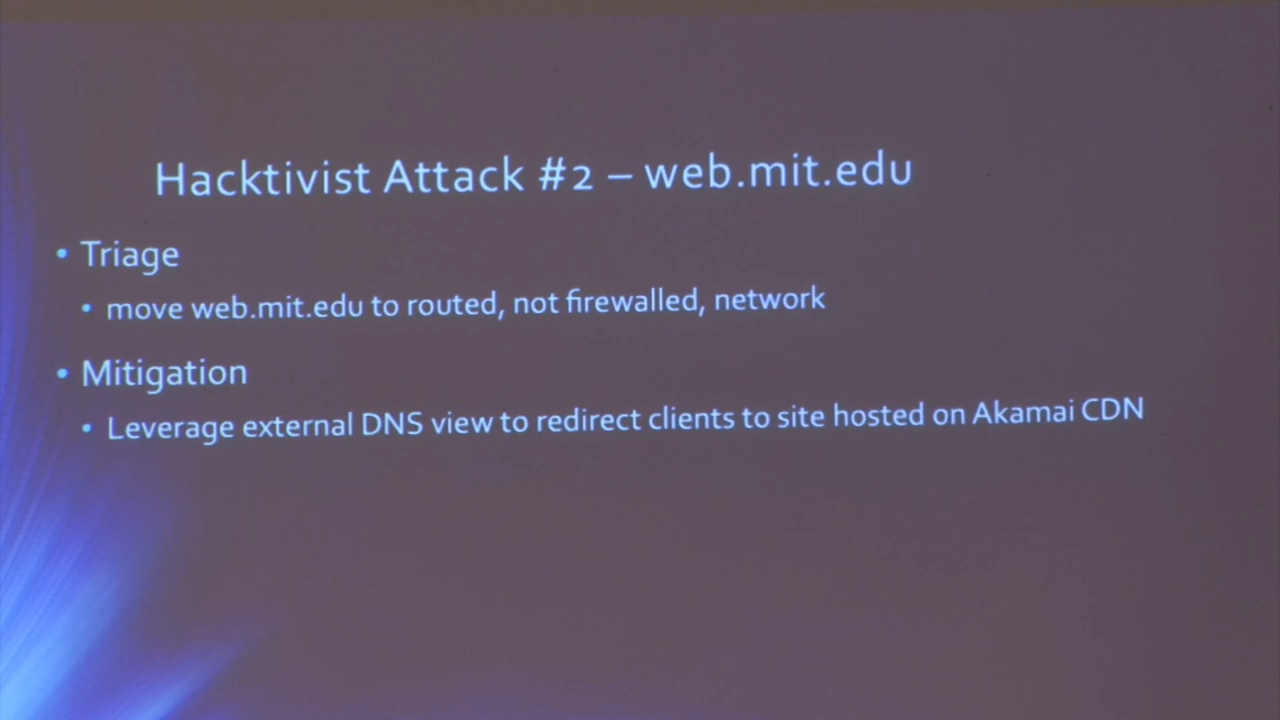 Hacktivist Attack #2 – web.mit.edu
• Triage
• move web.mit.edu to routed, not firewalled, network
• Mitigation
• Leverage external DNS view to redirect clients to site hosted on Akamai CDN